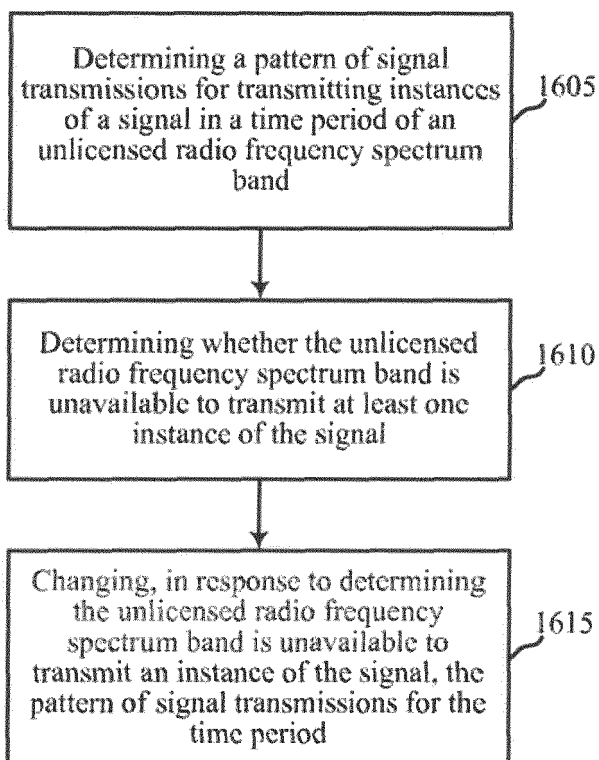 Determining a pattern of signal
transmissions for transmitting instances
of a signal in a time period of an
unlicensed radio frequency spectrum
band
1605
Determining whether the unlicensed
radio frequency spectrum band is
unavailable to transmit at least one
instance of the signal
1610
Changing, in response to determining
the unlicensed radio frequency
spectrum band is unavailable to
transmit an instance of the signal, the
pattern of signal transmissions for the
time period
1615